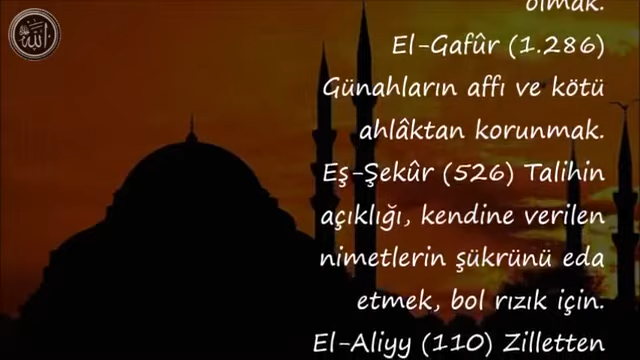 الله
olmak.
El-Gafûr (1.286)
Günahların affı ve kötü
ahlâktan korunmak.
Eş-Şekûr (526) Talihin
açıklığı, kendine verilen
nimetlerin şükrünü eda
etmek, bol rızık için.
El-Aliyy (110) Zilletten